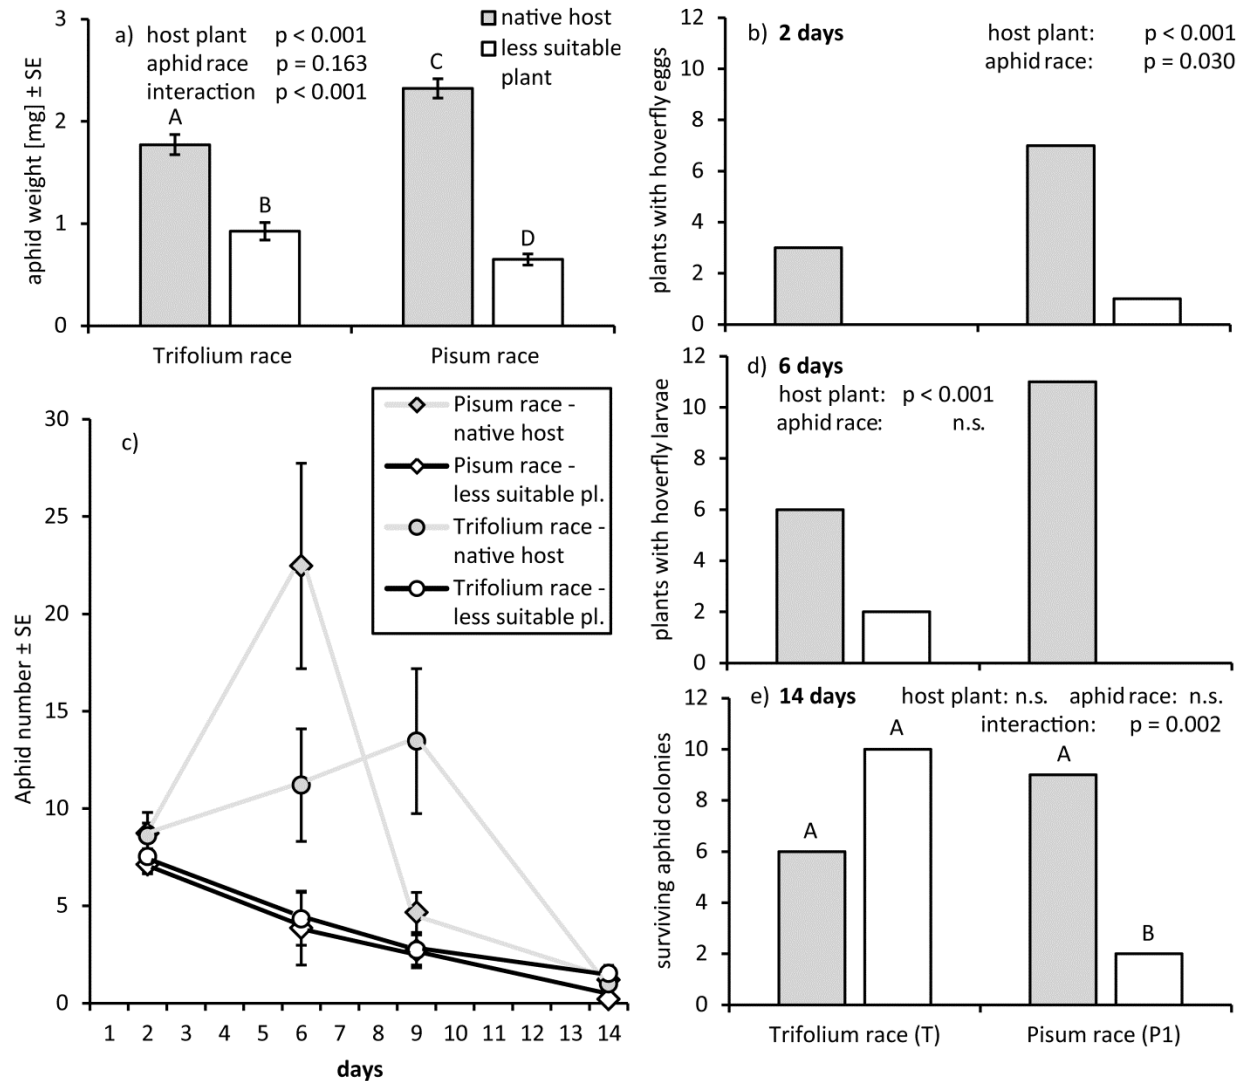 a) host plant p < 0.001
aphid race p = 0.163
interaction p < 0.001
native host
less suitable
plant
aphid weight [mg] ± SE
3
2
1
0
A
B
C
D
Trifolium race
Pisum race
b) 2 days
host plant: p < 0.001
aphid race: p = 0.030
plants with hoverfly eggs
12
10
8
6
4
2
0
c)
Pisum race -
native host
Pisum race -
less suitable pl.
Trifolium race -
native host
Trifolium race -
less suitable pl.
Aphid number ± SE
30
25
20
15
10
5
0
1 2 3 4 5 6 7 8 9 10 11 12 13 14
days
d) 6 days
host plant: p < 0.001
aphid race: n.s.
plants with hoverfly larvae
12
10
8
6
4
2
0
e) 14 days host plant: n.s. aphid race: n.s.
interaction: p = 0.002
surviving aphid colonies
12
10
8
6
4
2
0
A
A
A
B
Trifolium race (T)
Pisum race (P1)